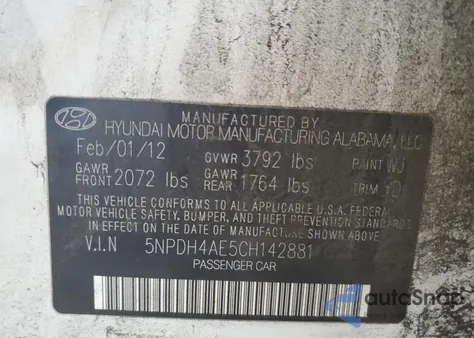 MANUFACTURED BY
HYUNDAI MOTOR MANUFACTURING ALABAMA, LLC
Feb/01/12 GVWR 3792 lbs PAINT WJ
GAWR FRONT 2072 lbs GAWR REAR 1764 lbs TRIM YD
THIS VEHICLE CONFORMS TO ALL APPLICABLE U.S.A. FEDERAL
MOTOR VEHICLE SAFETY, BUMPER, AND THEFT PREVENTION STANDARDS
IN EFFECT ON THE DATE OF MANUFACTURE SHOWN ABOVE.
V.I.N 5NPDH4AE5CH142881
PASSENGER CAR
autoSnap